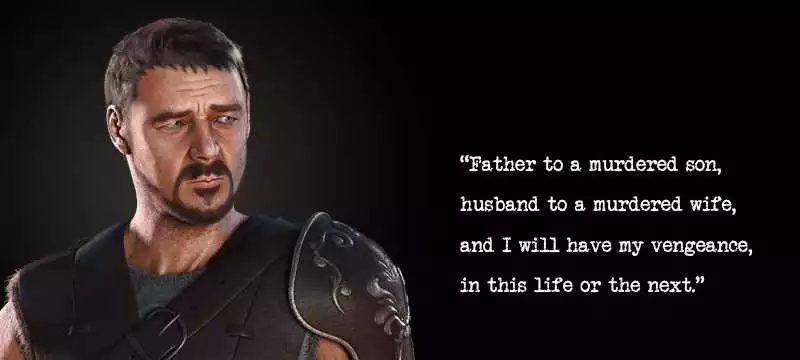 “Father to a murdered son,
husband to a murdered wife,
and I will have my vengeance,
in this life or the next.”